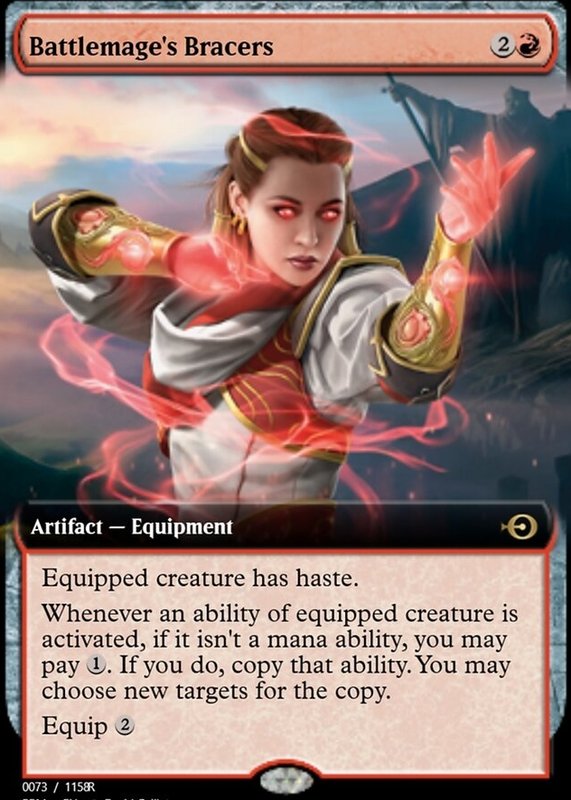 Battlemage's Bracers 2
Artifact — Equipment
Equipped creature has haste.
Whenever an ability of equipped creature is
activated, if it isn't a mana ability, you may
pay 1. If you do, copy that ability. You may
choose new targets for the copy.
Equip 2
0073 / 1158R